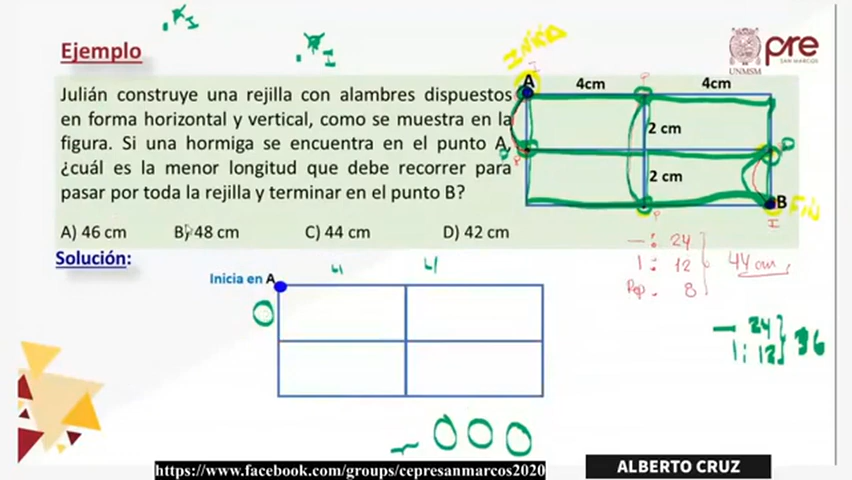 Ejemplo
UNMSM
pre
SAN MARCOS
INICIO
I
A
4cm
P
4cm
Julián construye una rejilla con alambres dispuestos
en forma horizontal y vertical, como se muestra en la
figura. Si una hormiga se encuentra en el punto A,
¿cuál es la menor longitud que debe recorrer para
pasar por toda la rejilla y terminar en el punto B?
2 cm
2 cm
B
FIN
P
I
A) 46 cm
B) 48 cm
C) 44 cm
D) 42 cm
Solución:
— : 24
1 : 12
Rep. 8
44 cm
Inicia en A
4
4
— 24
1: 12
36
https://www.facebook.com/groups/cepresanmarcos2020
ALBERTO CRUZ